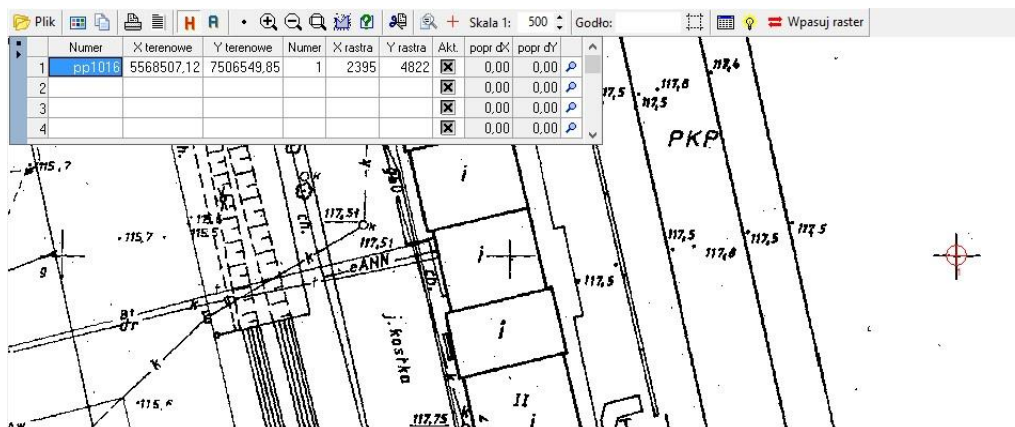 Plik H R Skala 1: 500 Godło: Wpasuj raster
Numer X terenowe Y terenowe Numer X rastra Y rastra Akt. popr dX popr dY
1 pp1016 5568507,12 7506549,85 1 2395 4822 0,00 0,00
2 0,00 0,00
3 0,00 0,00
4 0,00 0,00
117,5
117,8
117,5
PKP
115,7
k
i
117,51
k
ch.
115,7
115,5
117,51
117,5
117,8
117,5
117,5
g
eANN
i
ch.
117,5
k
k
j.kostka
i
k
115,6
II
117,75
i